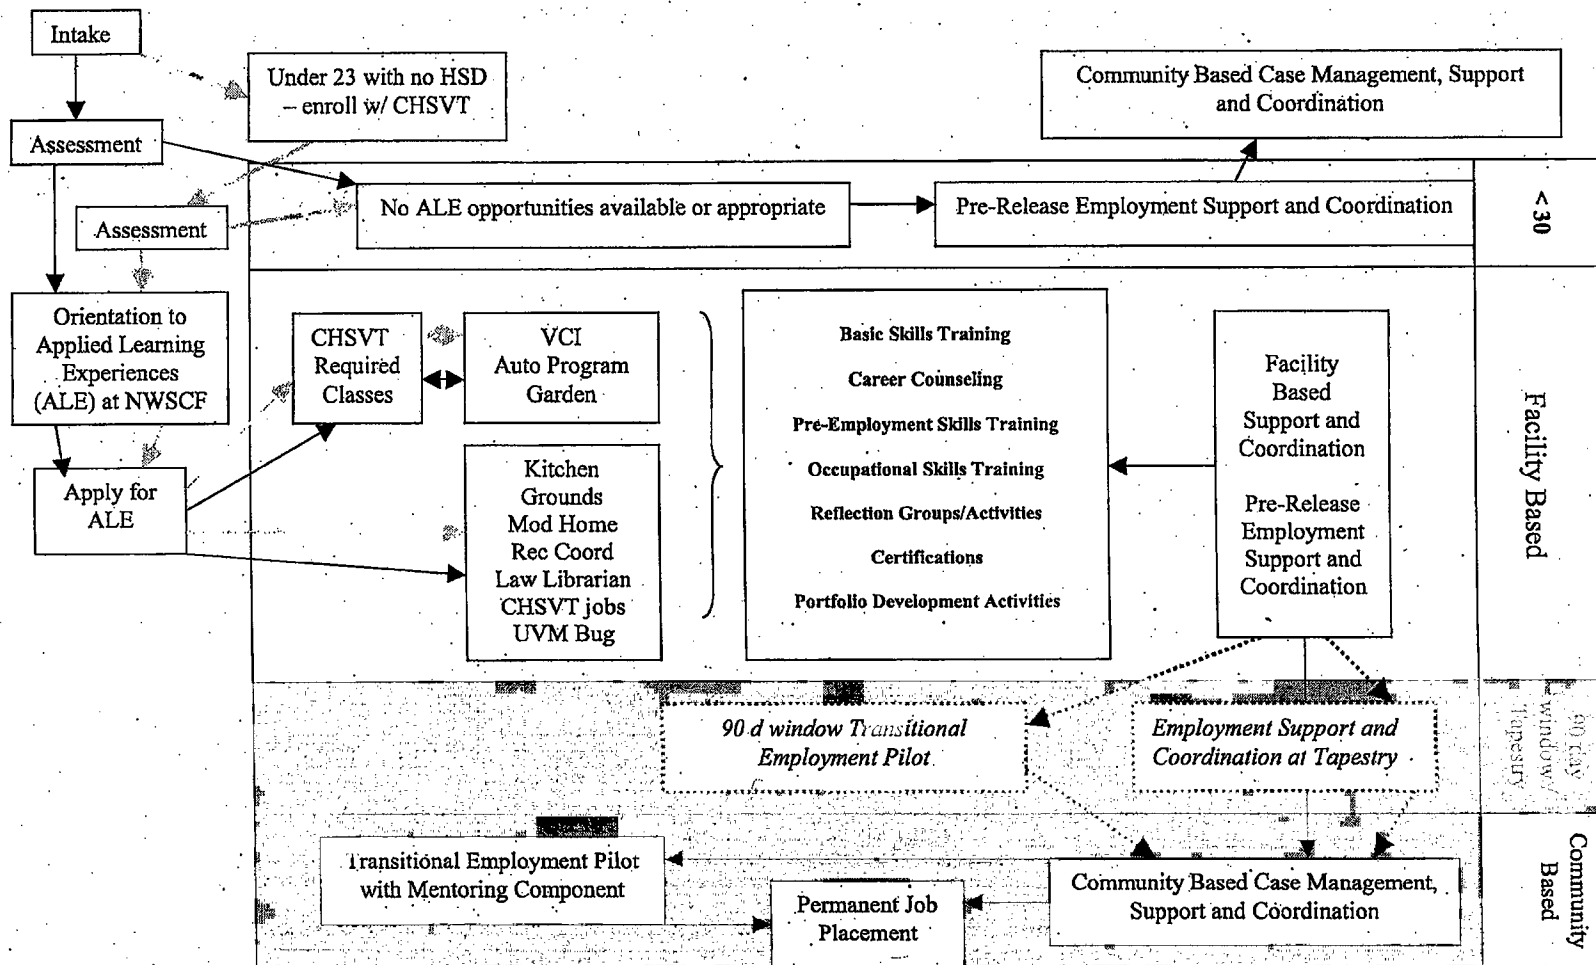 Intake
Under 23 with no HSD
– enroll w/ CHSVT
Community Based Case Management, Support
and Coordination
Assessment
No ALE opportunities available or appropriate
Pre-Release Employment Support and Coordination
< 30
Assessment
Orientation to
Applied Learning
Experiences
(ALE) at NWSCF
CHSVT
Required
Classes
VCI
Auto Program
Garden
Basic Skills Training
Career Counseling
Pre-Employment Skills Training
Occupational Skills Training
Reflection Groups/Activities
Certifications
Portfolio Development Activities
Facility
Based
Support and
Coordination
Pre-Release
Employment
Support and
Coordination
Facility Based
Apply for
ALE
Kitchen
Grounds
Mod Home
Rec Coord
Law Librarian
CHSVT jobs
UVM Bug
90 d window Transitional
Employment Pilot
Employment Support and
Coordination at Tapestry
90 day
window/
Tapestry
Transitional Employment Pilot
with Mentoring Component
Permanent Job
Placement
Community Based Case Management,
Support and Coordination
Community
Based